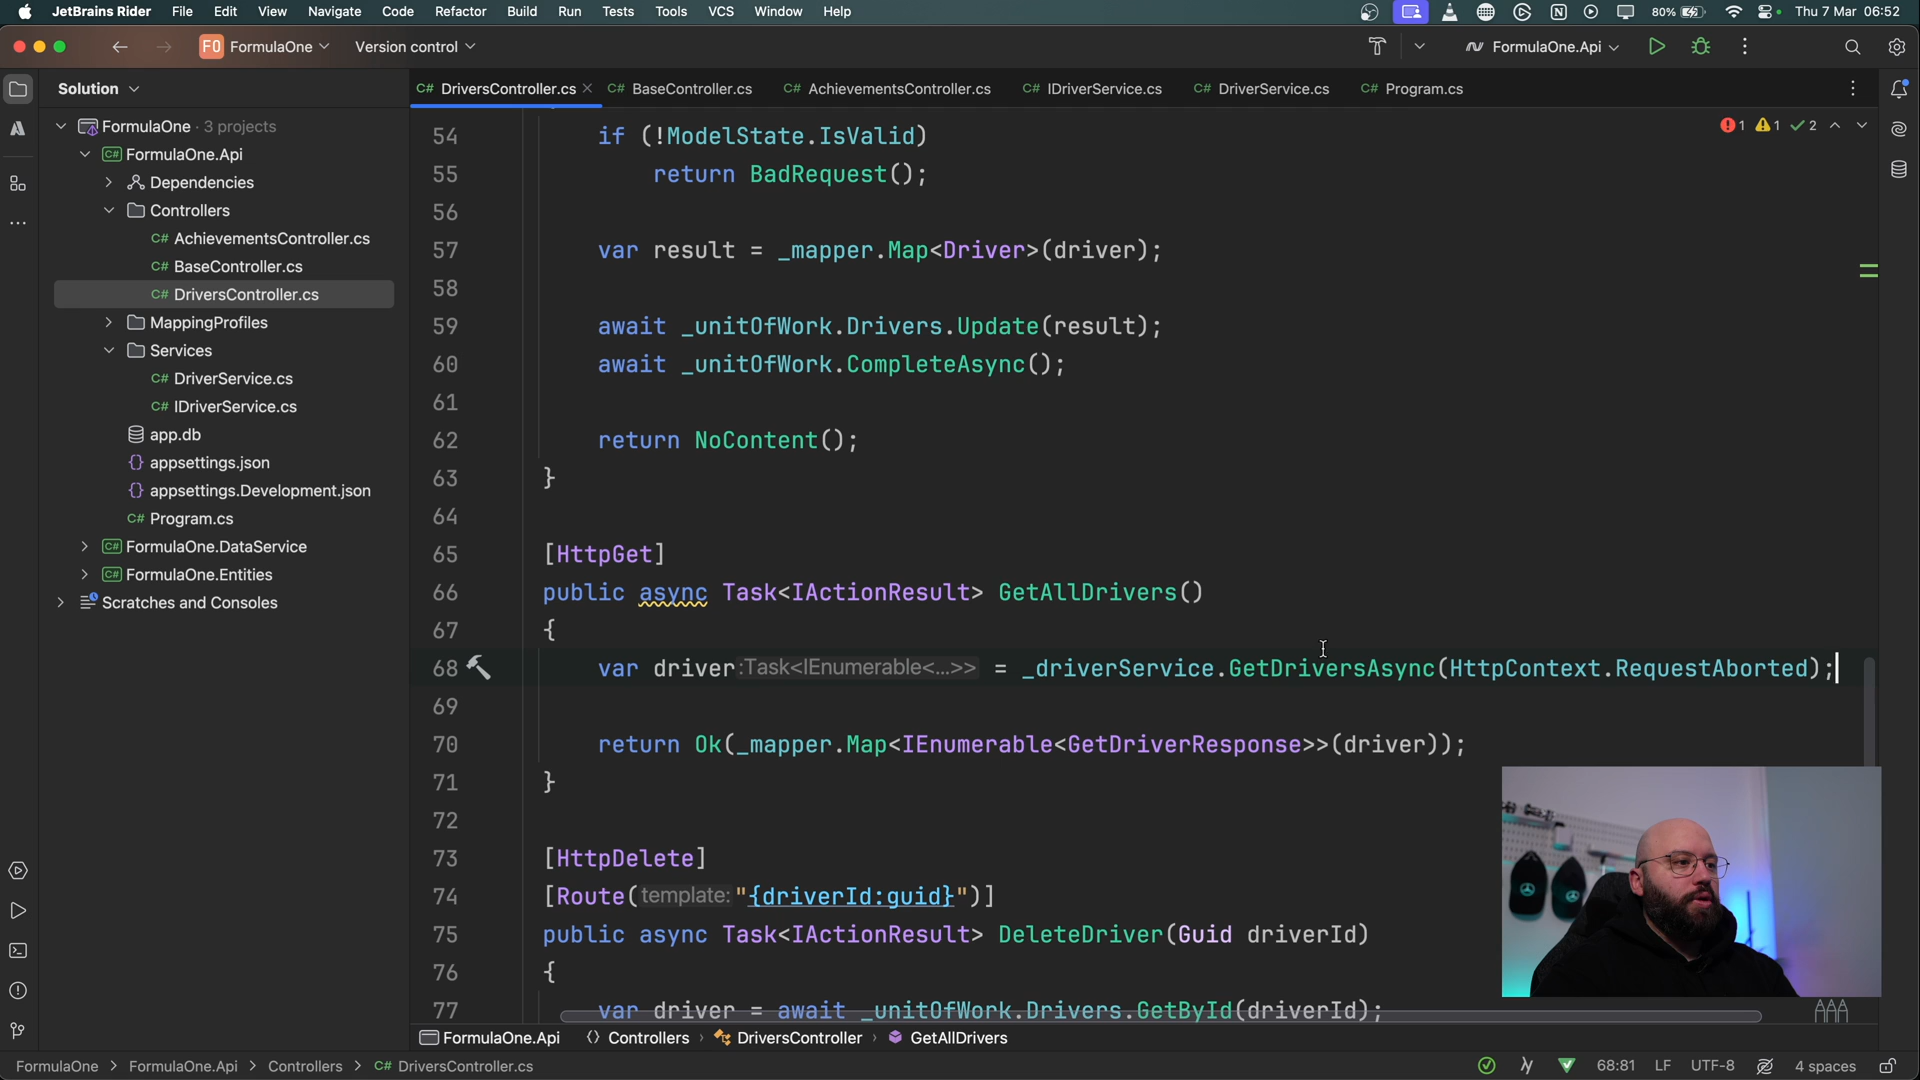 JetBrains Rider File Edit View Navigate Code Refactor Build Run Tests Tools VCS Window Help 80% Thu 7 Mar 06:52
FO FormulaOne Version control FormulaOne.Api
Solution
FormulaOne · 3 projects
FormulaOne.Api
Dependencies
Controllers
C# AchievementsController.cs
C# BaseController.cs
C# DriversController.cs
MappingProfiles
Services
C# DriverService.cs
C# IDriverService.cs
app.db
{} appsettings.json
{} appsettings.Development.json
C# Program.cs
C# FormulaOne.DataService
C# FormulaOne.Entities
Scratches and Consoles
C# DriversController.cs C# BaseController.cs C# AchievementsController.cs C# IDriverService.cs C# DriverService.cs C# Program.cs
1 1 2
54 if (!ModelState.IsValid)
55 return BadRequest();
56
57 var result = _mapper.Map<Driver>(driver);
58
59 await _unitOfWork.Drivers.Update(result);
60 await _unitOfWork.CompleteAsync();
61
62 return NoContent();
63 }
64
65 [HttpGet]
66 public async Task<IActionResult> GetAllDrivers()
67 {
68 var driver :Task<IEnumerable<...>> = _driverService.GetDriversAsync(HttpContext.RequestAborted);
69
70 return Ok(_mapper.Map<IEnumerable<GetDriverResponse>>(driver));
71 }
72
73 [HttpDelete]
74 [Route(template: "{driverId:guid}")]
75 public async Task<IActionResult> DeleteDriver(Guid driverId)
76 {
77 var driver = await _unitOfWork.Drivers.GetById(driverId);
FormulaOne.Api Controllers DriversController GetAllDrivers
FormulaOne > FormulaOne.Api > Controllers > C# DriversController.cs 68:81 LF UTF-8 4 spaces